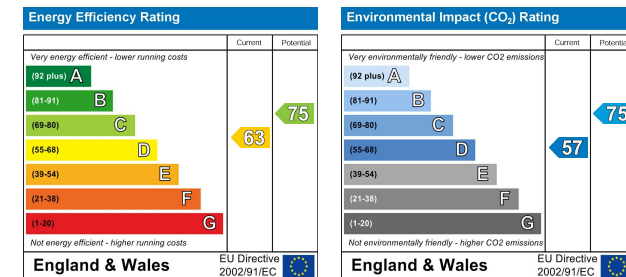 Energy Efficiency Rating
Current Potential
Very energy efficient - lower running costs
(92 plus) A
(81-91) B
(69-80) C
(55-68) D
(39-54) E
(21-38) F
(1-20) G
63
75
Not energy efficient - higher running costs
England & Wales
EU Directive
2002/91/EC
Environmental Impact (CO₂) Rating
Current Potential
Very environmentally friendly - lower CO2 emissions
(92 plus) A
(81-91) B
(69-80) C
(55-68) D
(39-54) E
(21-38) F
(1-20) G
57
75
Not environmentally friendly - higher CO2 emissions
England & Wales
EU Directive
2002/91/EC